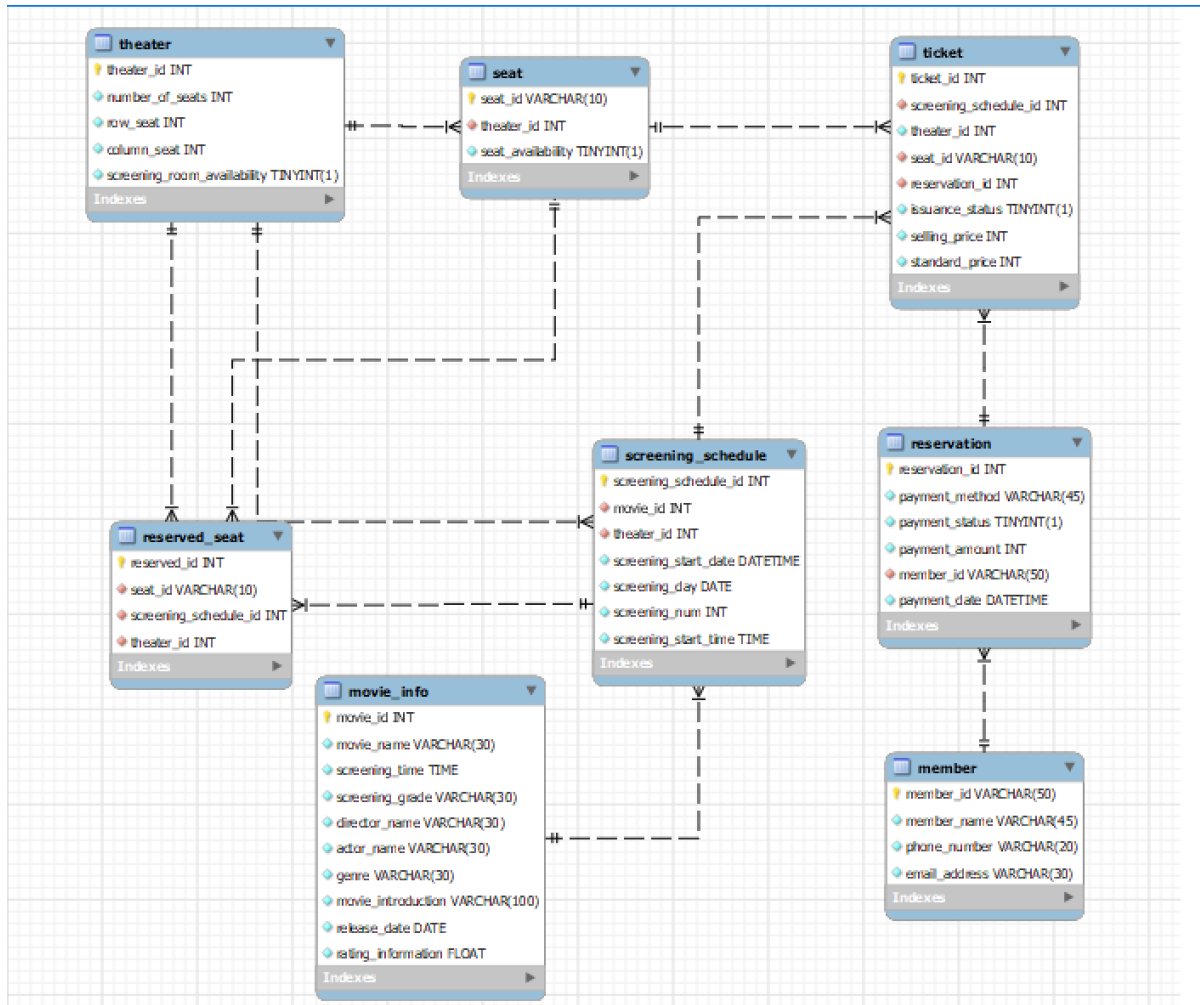 theater
theater_id INT
number_of_seats INT
row_seat INT
column_seat INT
screening_room_availability TINYINT(1)
Indexes
seat
seat_id VARCHAR(10)
theater_id INT
seat_availability TINYINT(1)
Indexes
ticket
ticket_id INT
screening_schedule_id INT
theater_id INT
seat_id VARCHAR(10)
reservation_id INT
issuance_status TINYINT(1)
selling_price INT
standard_price INT
Indexes
reserved_seat
reserved_id INT
seat_id VARCHAR(10)
screening_schedule_id INT
theater_id INT
Indexes
screening_schedule
screening_schedule_id INT
movie_id INT
theater_id INT
screening_start_date DATETIME
screening_day DATE
screening_num INT
screening_start_time TIME
Indexes
reservation
reservation_id INT
payment_method VARCHAR(45)
payment_status TINYINT(1)
payment_amount INT
member_id VARCHAR(50)
payment_date DATETIME
Indexes
movie_info
movie_id INT
movie_name VARCHAR(30)
screening_time TIME
screening_grade VARCHAR(30)
director_name VARCHAR(30)
actor_name VARCHAR(30)
genre VARCHAR(30)
movie_introduction VARCHAR(100)
release_date DATE
rating_information FLOAT
Indexes
member
member_id VARCHAR(50)
member_name VARCHAR(45)
phone_number VARCHAR(20)
email_address VARCHAR(30)
Indexes